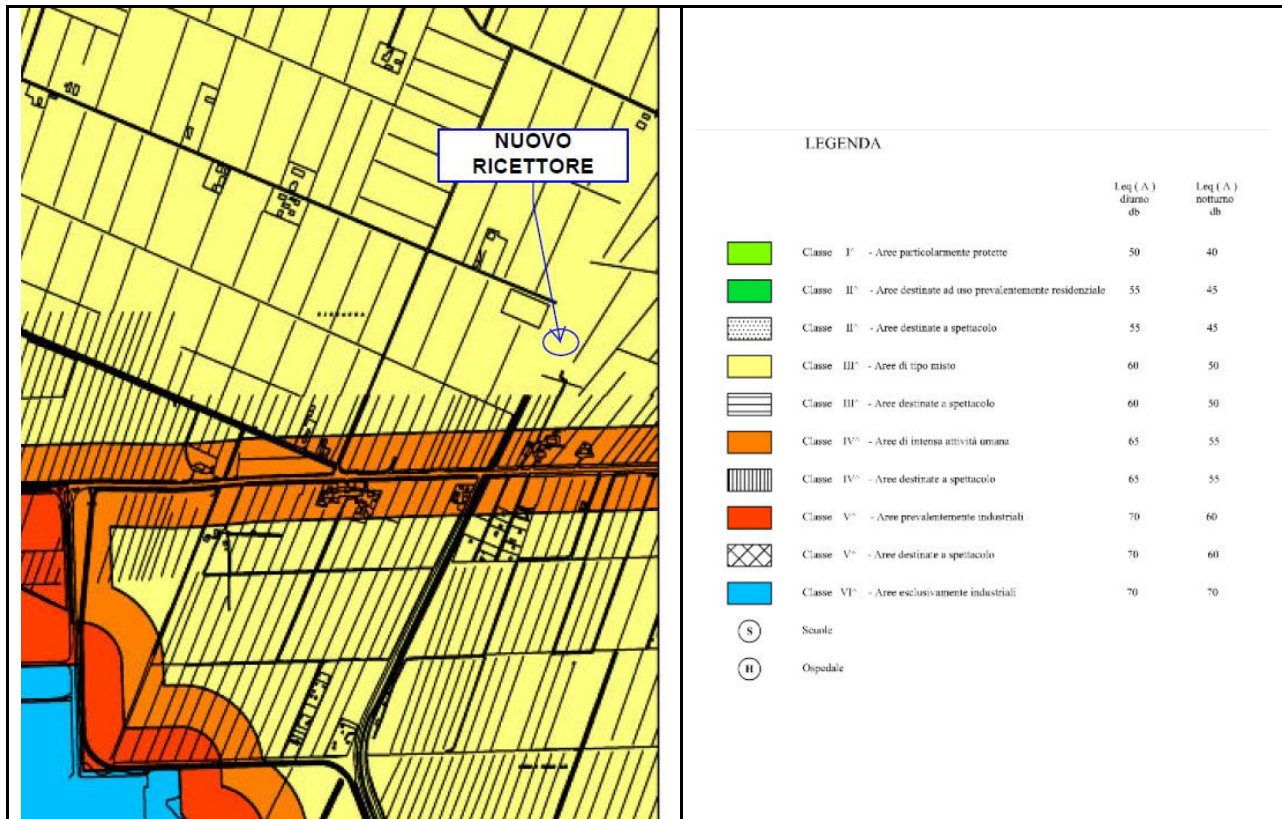 NUOVO
RICETTORE
LEGENDA
Leq ( A ) Leq ( A )
diurno notturno
db db
Classe I^ - Aree particolarmente protette 50 40
Classe II^ - Aree destinate ad uso prevalentemente residenziale 55 45
Classe II^ - Aree destinate a spettacolo 55 45
Classe III^ - Aree di tipo misto 60 50
Classe III^ - Aree destinate a spettacolo 60 50
Classe IV^ - Aree di intensa attività umana 65 55
Classe IV^ - Aree destinate a spettacolo 65 55
Classe V^ - Aree prevalentemente industriali 70 60
Classe V^ - Aree destinate a spettacolo 70 60
Classe VI^ - Aree esclusivamente industriali 70 70
S Scuole
H Ospedale